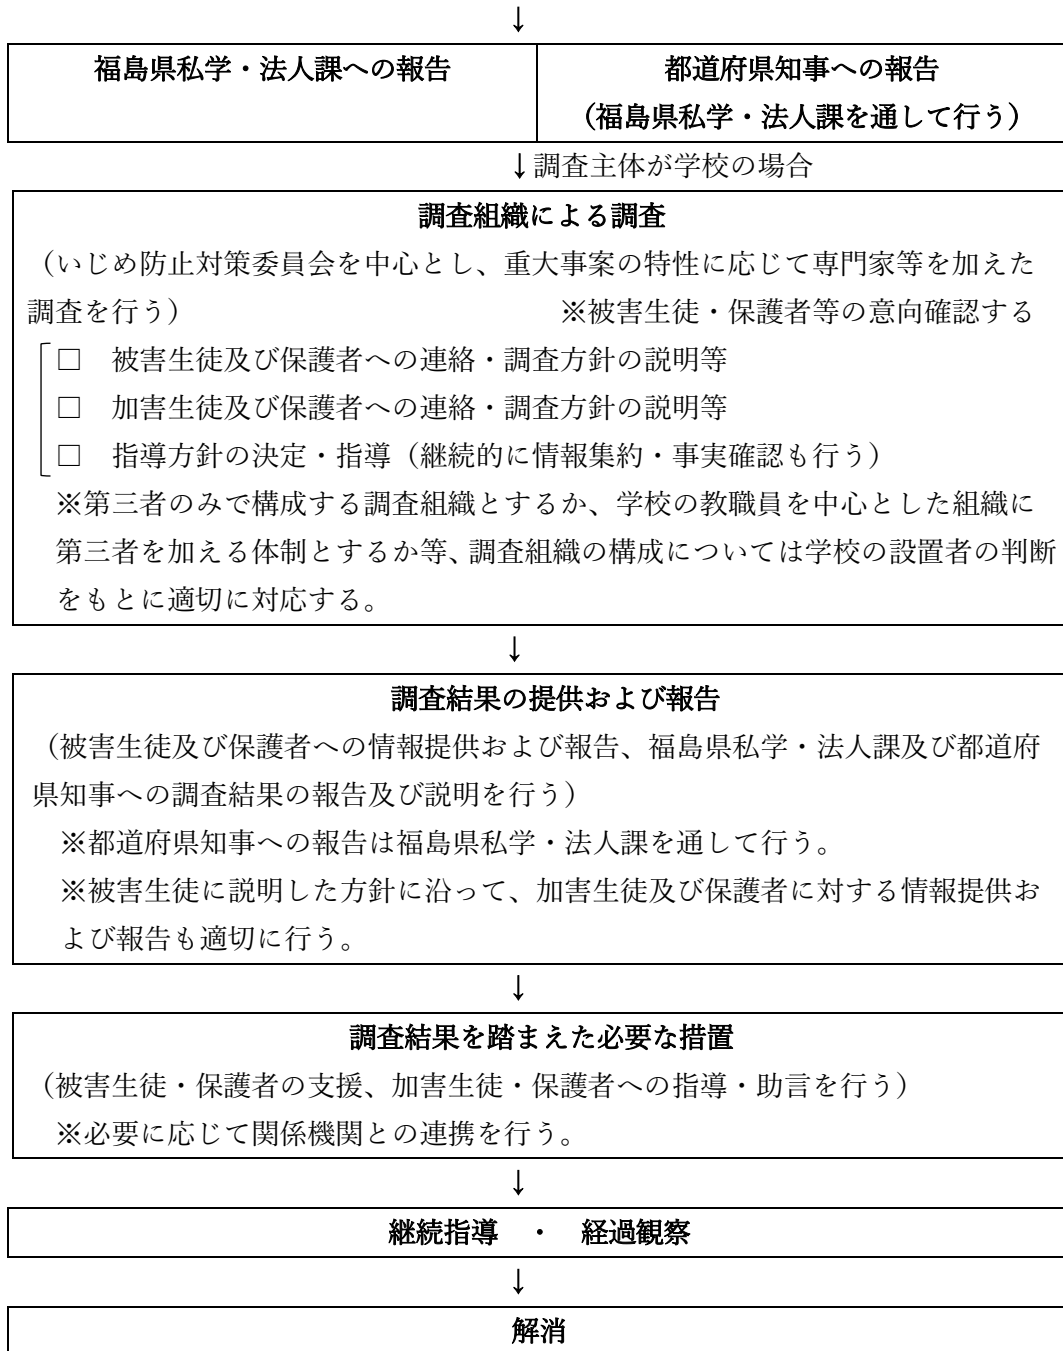 ↓
福島県私学・法人課への報告
都道府県知事への報告
（福島県私学・法人課を通して行う）
↓調査主体が学校の場合
調査組織による調査
（いじめ防止対策委員会を中心とし、重大事案の特性に応じて専門家等を加えた
調査を行う）　※被害生徒・保護者等の意向確認する
□　被害生徒及び保護者への連絡・調査方針の説明等
□　加害生徒及び保護者への連絡・調査方針の説明等
□　指導方針の決定・指導（継続的に情報集約・事実確認も行う）
※第三者のみで構成する調査組織とするか、学校の教職員を中心とした組織に
第三者を加える体制とするか等、調査組織の構成については学校の設置者の判断
をもとに適切に対応する。
↓
調査結果の提供および報告
（被害生徒及び保護者への情報提供および報告、福島県私学・法人課及び都道府
県知事への調査結果の報告及び説明を行う）
※都道府県知事への報告は福島県私学・法人課を通して行う。
※被害生徒に説明した方針に沿って、加害生徒及び保護者に対する情報提供お
よび報告も適切に行う。
↓
調査結果を踏まえた必要な措置
（被害生徒・保護者の支援、加害生徒・保護者への指導・助言を行う）
※必要に応じて関係機関との連携を行う。
↓
継続指導　・　経過観察
↓
解消